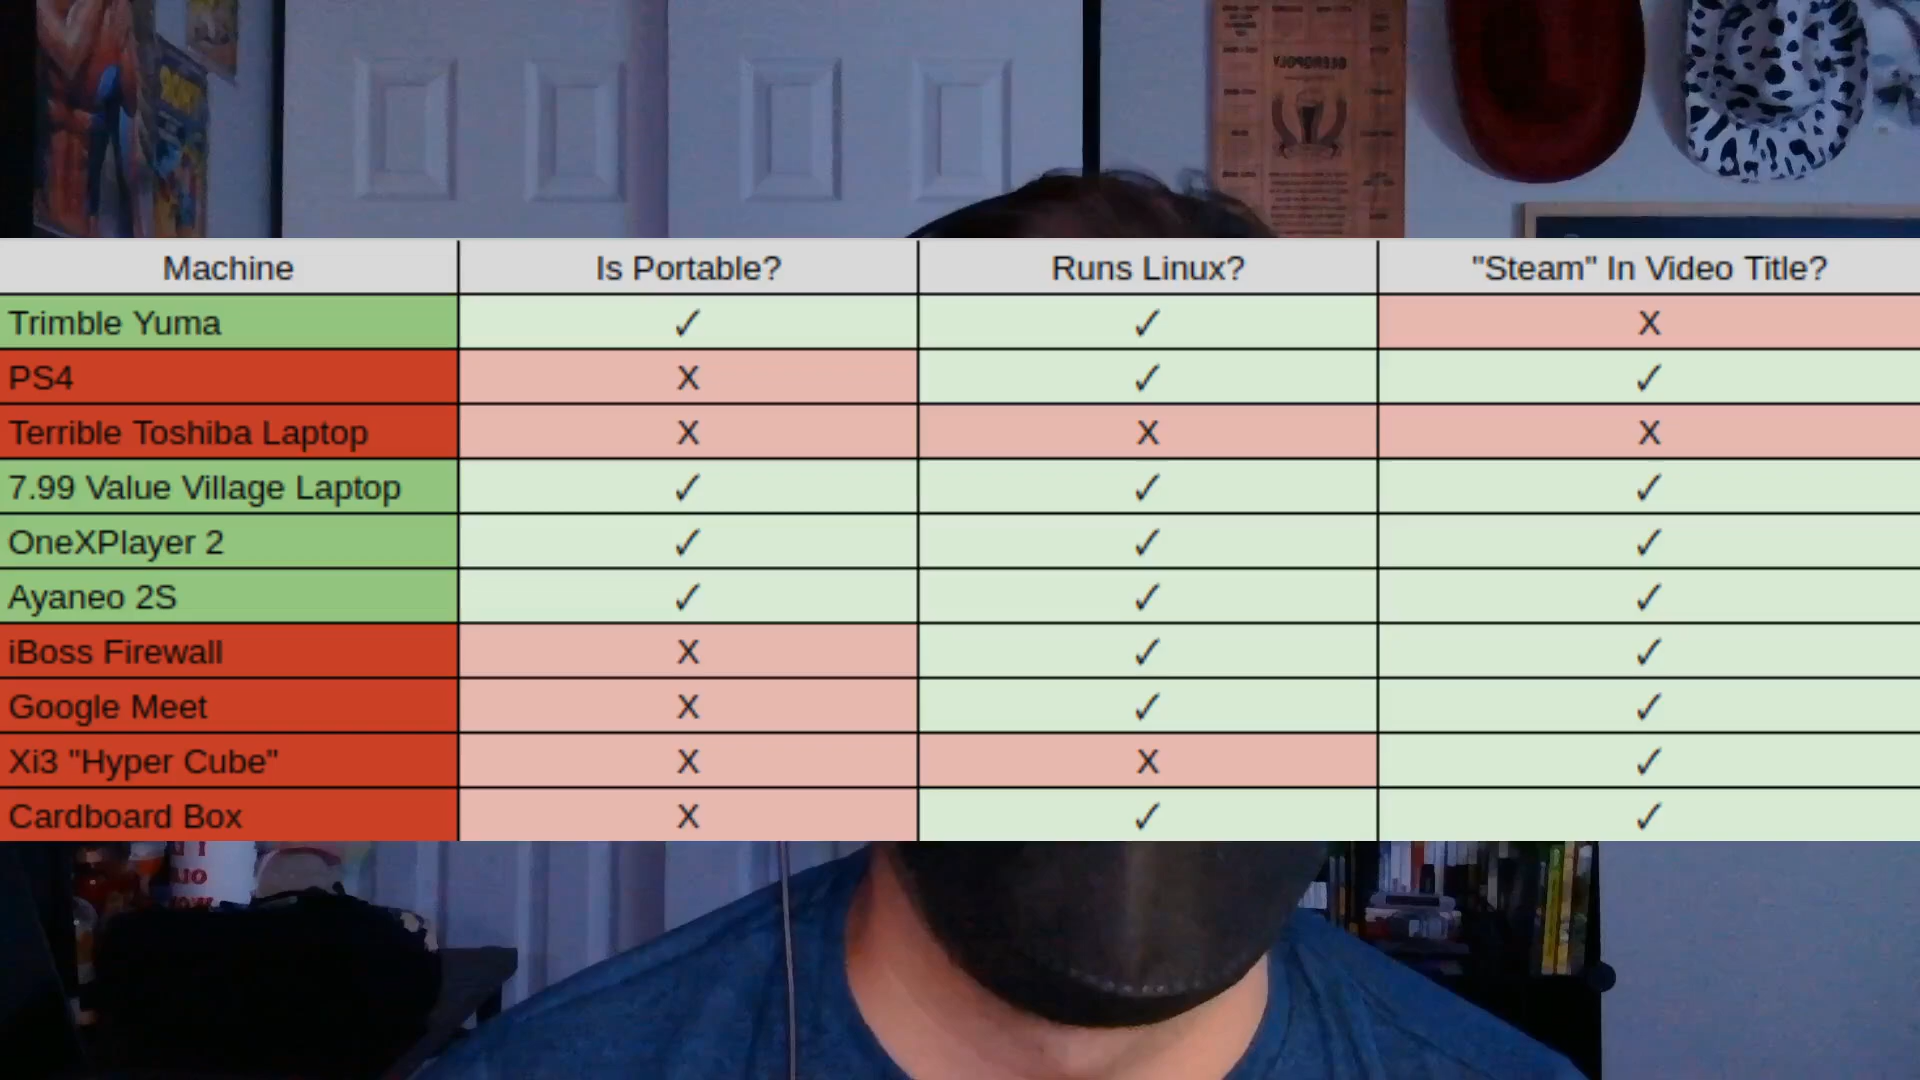 Machine Is Portable? Runs Linux? "Steam" In Video Title?
Trimble Yuma ✓ ✓ X
PS4 X ✓ ✓
Terrible Toshiba Laptop X X X
7.99 Value Village Laptop ✓ ✓ ✓
OneXPlayer 2 ✓ ✓ ✓
Ayaneo 2S ✓ ✓ ✓
iBoss Firewall X ✓ ✓
Google Meet X ✓ ✓
Xi3 "Hyper Cube" X X ✓
Cardboard Box X ✓ ✓